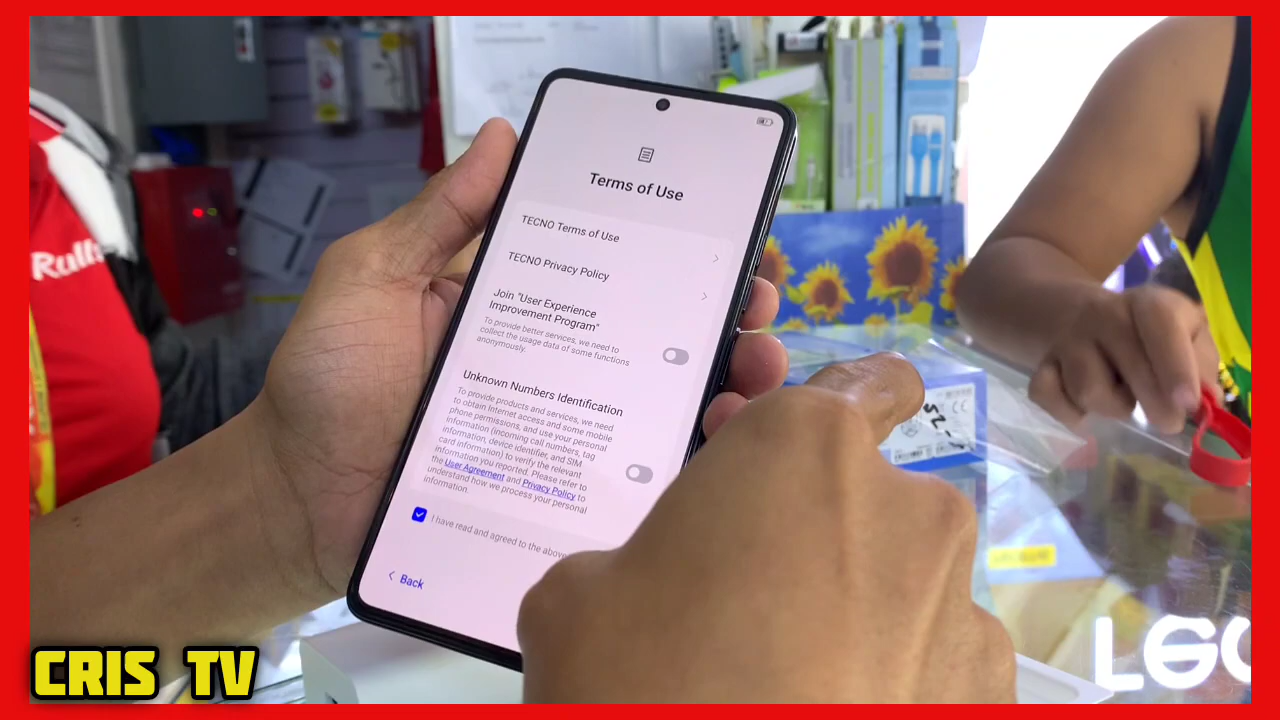 Terms of Use
TECNO Terms of Use
TECNO Privacy Policy
Join "User Experience
Improvement Program"
To provide better services, we need to
collect the usage data of some functions
anonymously.
Unknown Numbers Identification
To provide products and services, we need
to obtain Internet access and some mobile
phone permissions, and use your personal
information (incoming call numbers, tag
information, device identifier, and SIM
card information) to verify the relevant
information you reported. Please refer to
the User Agreement and Privacy Policy to
understand how we process your personal
information.
I have read and agreed to the above
Back
CRIS TV